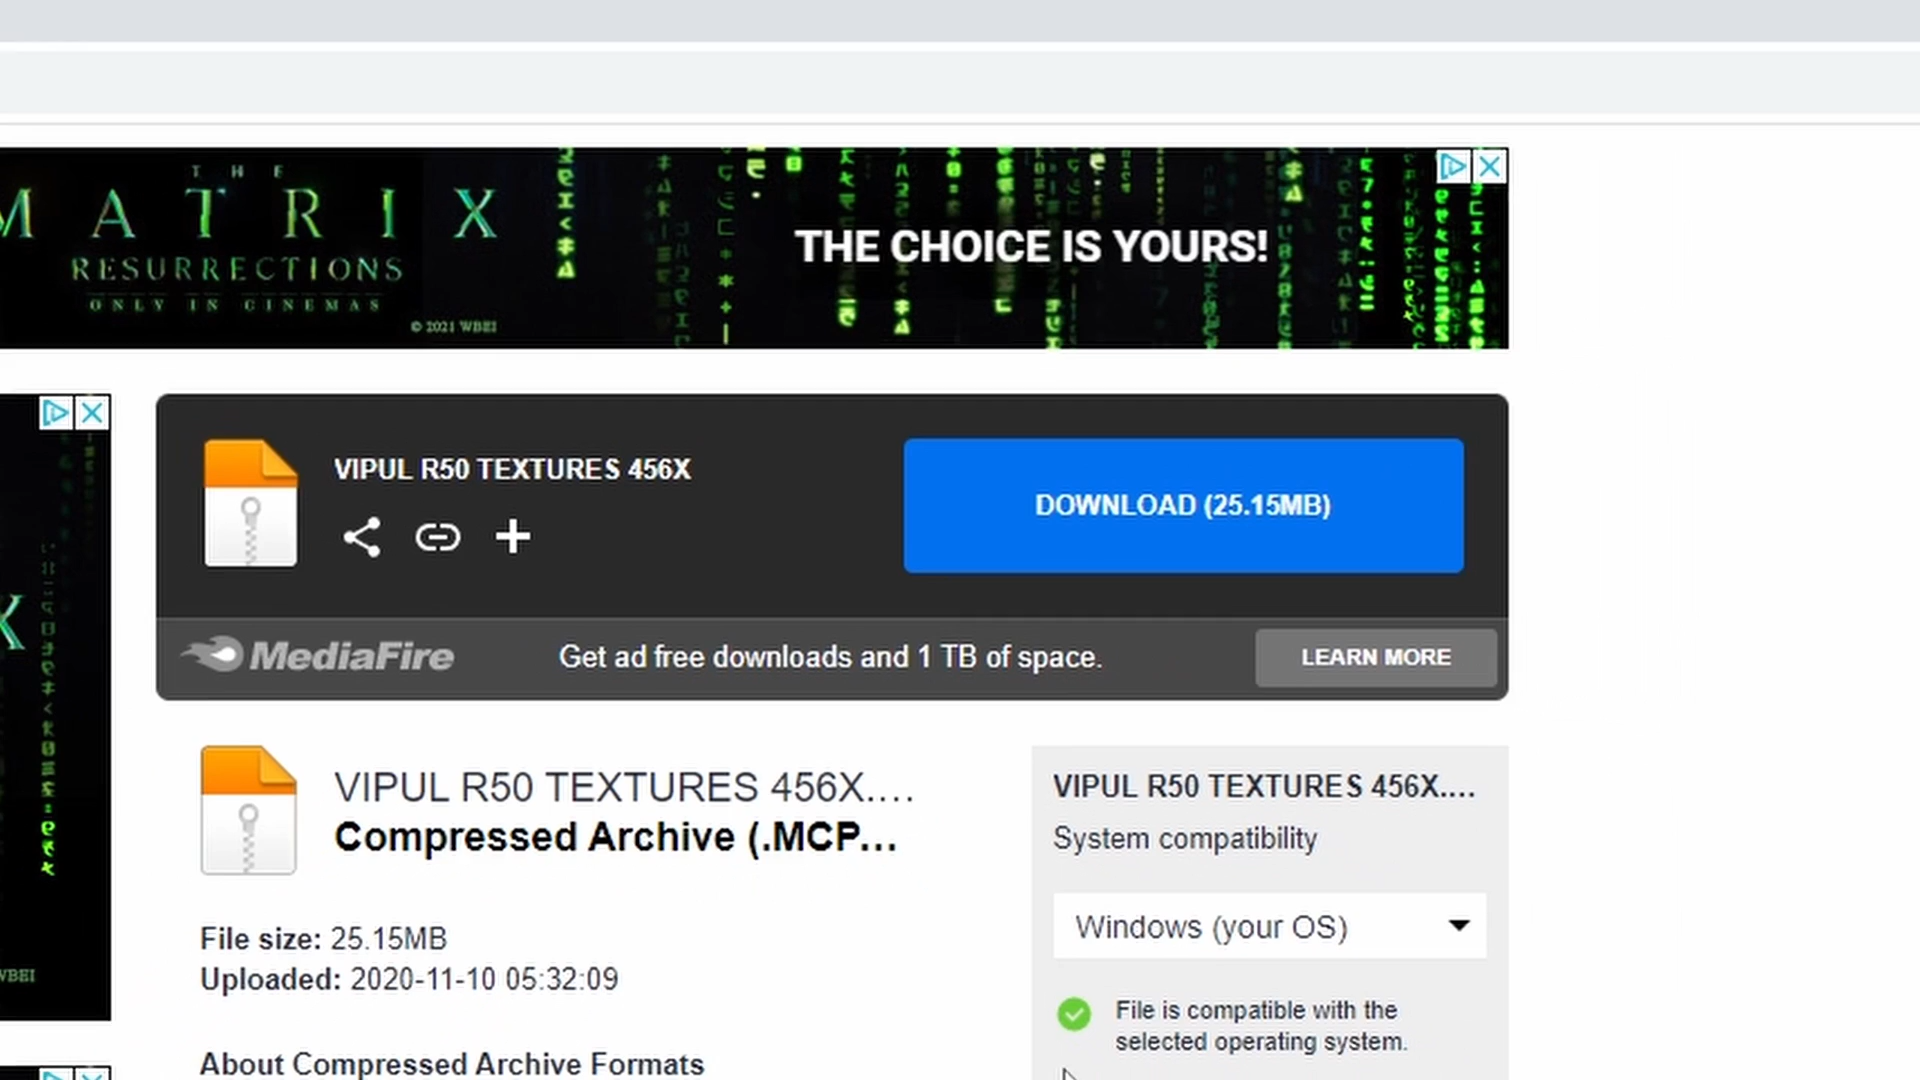 THE
MATRIX
RESURRECTIONS
ONLY IN CINEMAS
© 2021 WBEI
THE CHOICE IS YOURS!
X
WBEI
VIPUL R50 TEXTURES 456X
DOWNLOAD (25.15MB)
MediaFire
Get ad free downloads and 1 TB of space.
LEARN MORE
VIPUL R50 TEXTURES 456X....
Compressed Archive (.MCP...
File size: 25.15MB
Uploaded: 2020-11-10 05:32:09
About Compressed Archive Formats
VIPUL R50 TEXTURES 456X....
System compatibility
Windows (your OS)
File is compatible with the
selected operating system.